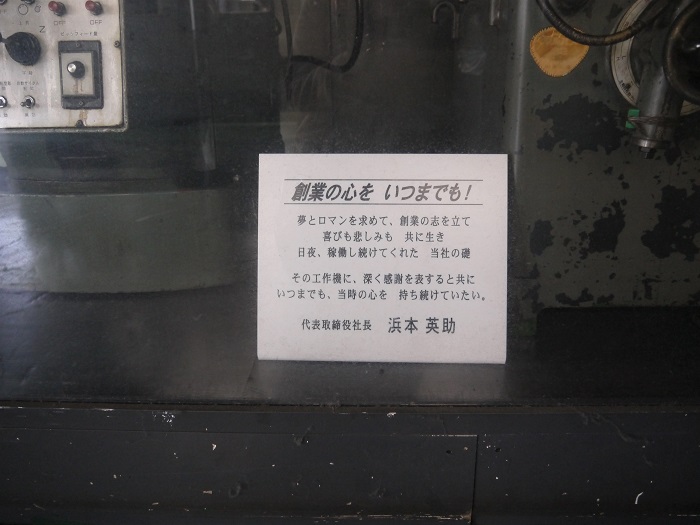 OFF OFF
創業の心を いつまでも!
夢とロマンを求めて、創業の志を立て
喜びも悲しみも 共に生き
日夜、稼働し続けてくれた 当社の礎
その工作機に、深く感謝を表すると共に
いつまでも、当時の心を 持ち続けていたい。
代表取締役社長 浜本 英助